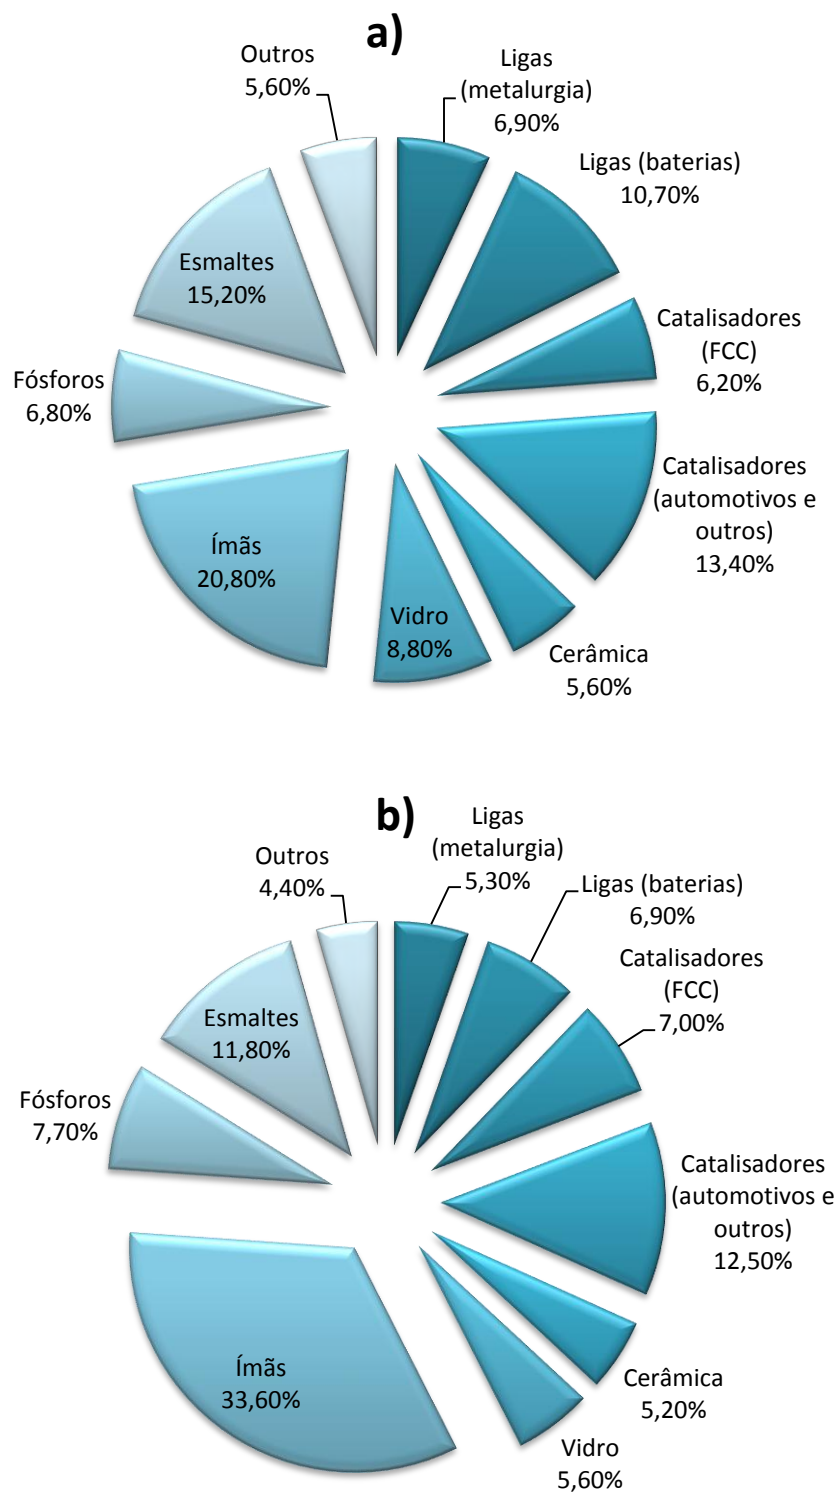 a)
Outros
5,60%
Ligas
(metalurgia)
6,90%
Ligas (baterias)
10,70%
Esmaltes
15,20%
Catalisadores
(FCC)
6,20%
Fósforos
6,80%
Catalisadores
(automotivos e
outros)
13,40%
Ímãs
20,80%
Vidro
8,80%
Cerâmica
5,60%
b)
Outros
4,40%
Ligas
(metalurgia)
5,30%
Ligas (baterias)
6,90%
Catalisadores
(FCC)
7,00%
Esmaltes
11,80%
Fósforos
7,70%
Catalisadores
(automotivos e
outros)
12,50%
Ímãs
33,60%
Cerâmica
5,20%
Vidro
5,60%